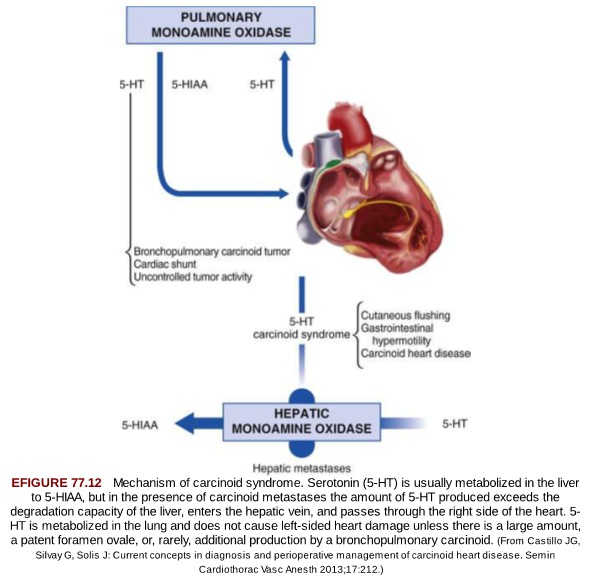 PULMONARY
MONOAMINE OXIDASE
5-HT
5-HIAA
5-HT
Bronchopulmonary carcinoid tumor
Cardiac shunt
Uncontrolled tumor activity
5-HT
carcinoid syndrome
Cutaneous flushing
Gastrointestinal
hypermotility
Carcinoid heart disease
5-HIAA
HEPATIC
MONOAMINE OXIDASE
5-HT
Hepatic metastases
EFIGURE 77.12 Mechanism of carcinoid syndrome. Serotonin (5-HT) is usually metabolized in the liver
to 5-HIAA, but in the presence of carcinoid metastases the amount of 5-HT produced exceeds the
degradation capacity of the liver, enters the hepatic vein, and passes through the right side of the heart. 5-
HT is metabolized in the lung and does not cause left-sided heart damage unless there is a large amount,
a patent foramen ovale, or, rarely, additional production by a bronchopulmonary carcinoid. (From Castillo JG,
Silvay G, Solis J: Current concepts in diagnosis and perioperative management of carcinoid heart disease. Semin
Cardiothorac Vasc Anesth 2013;17:212.)